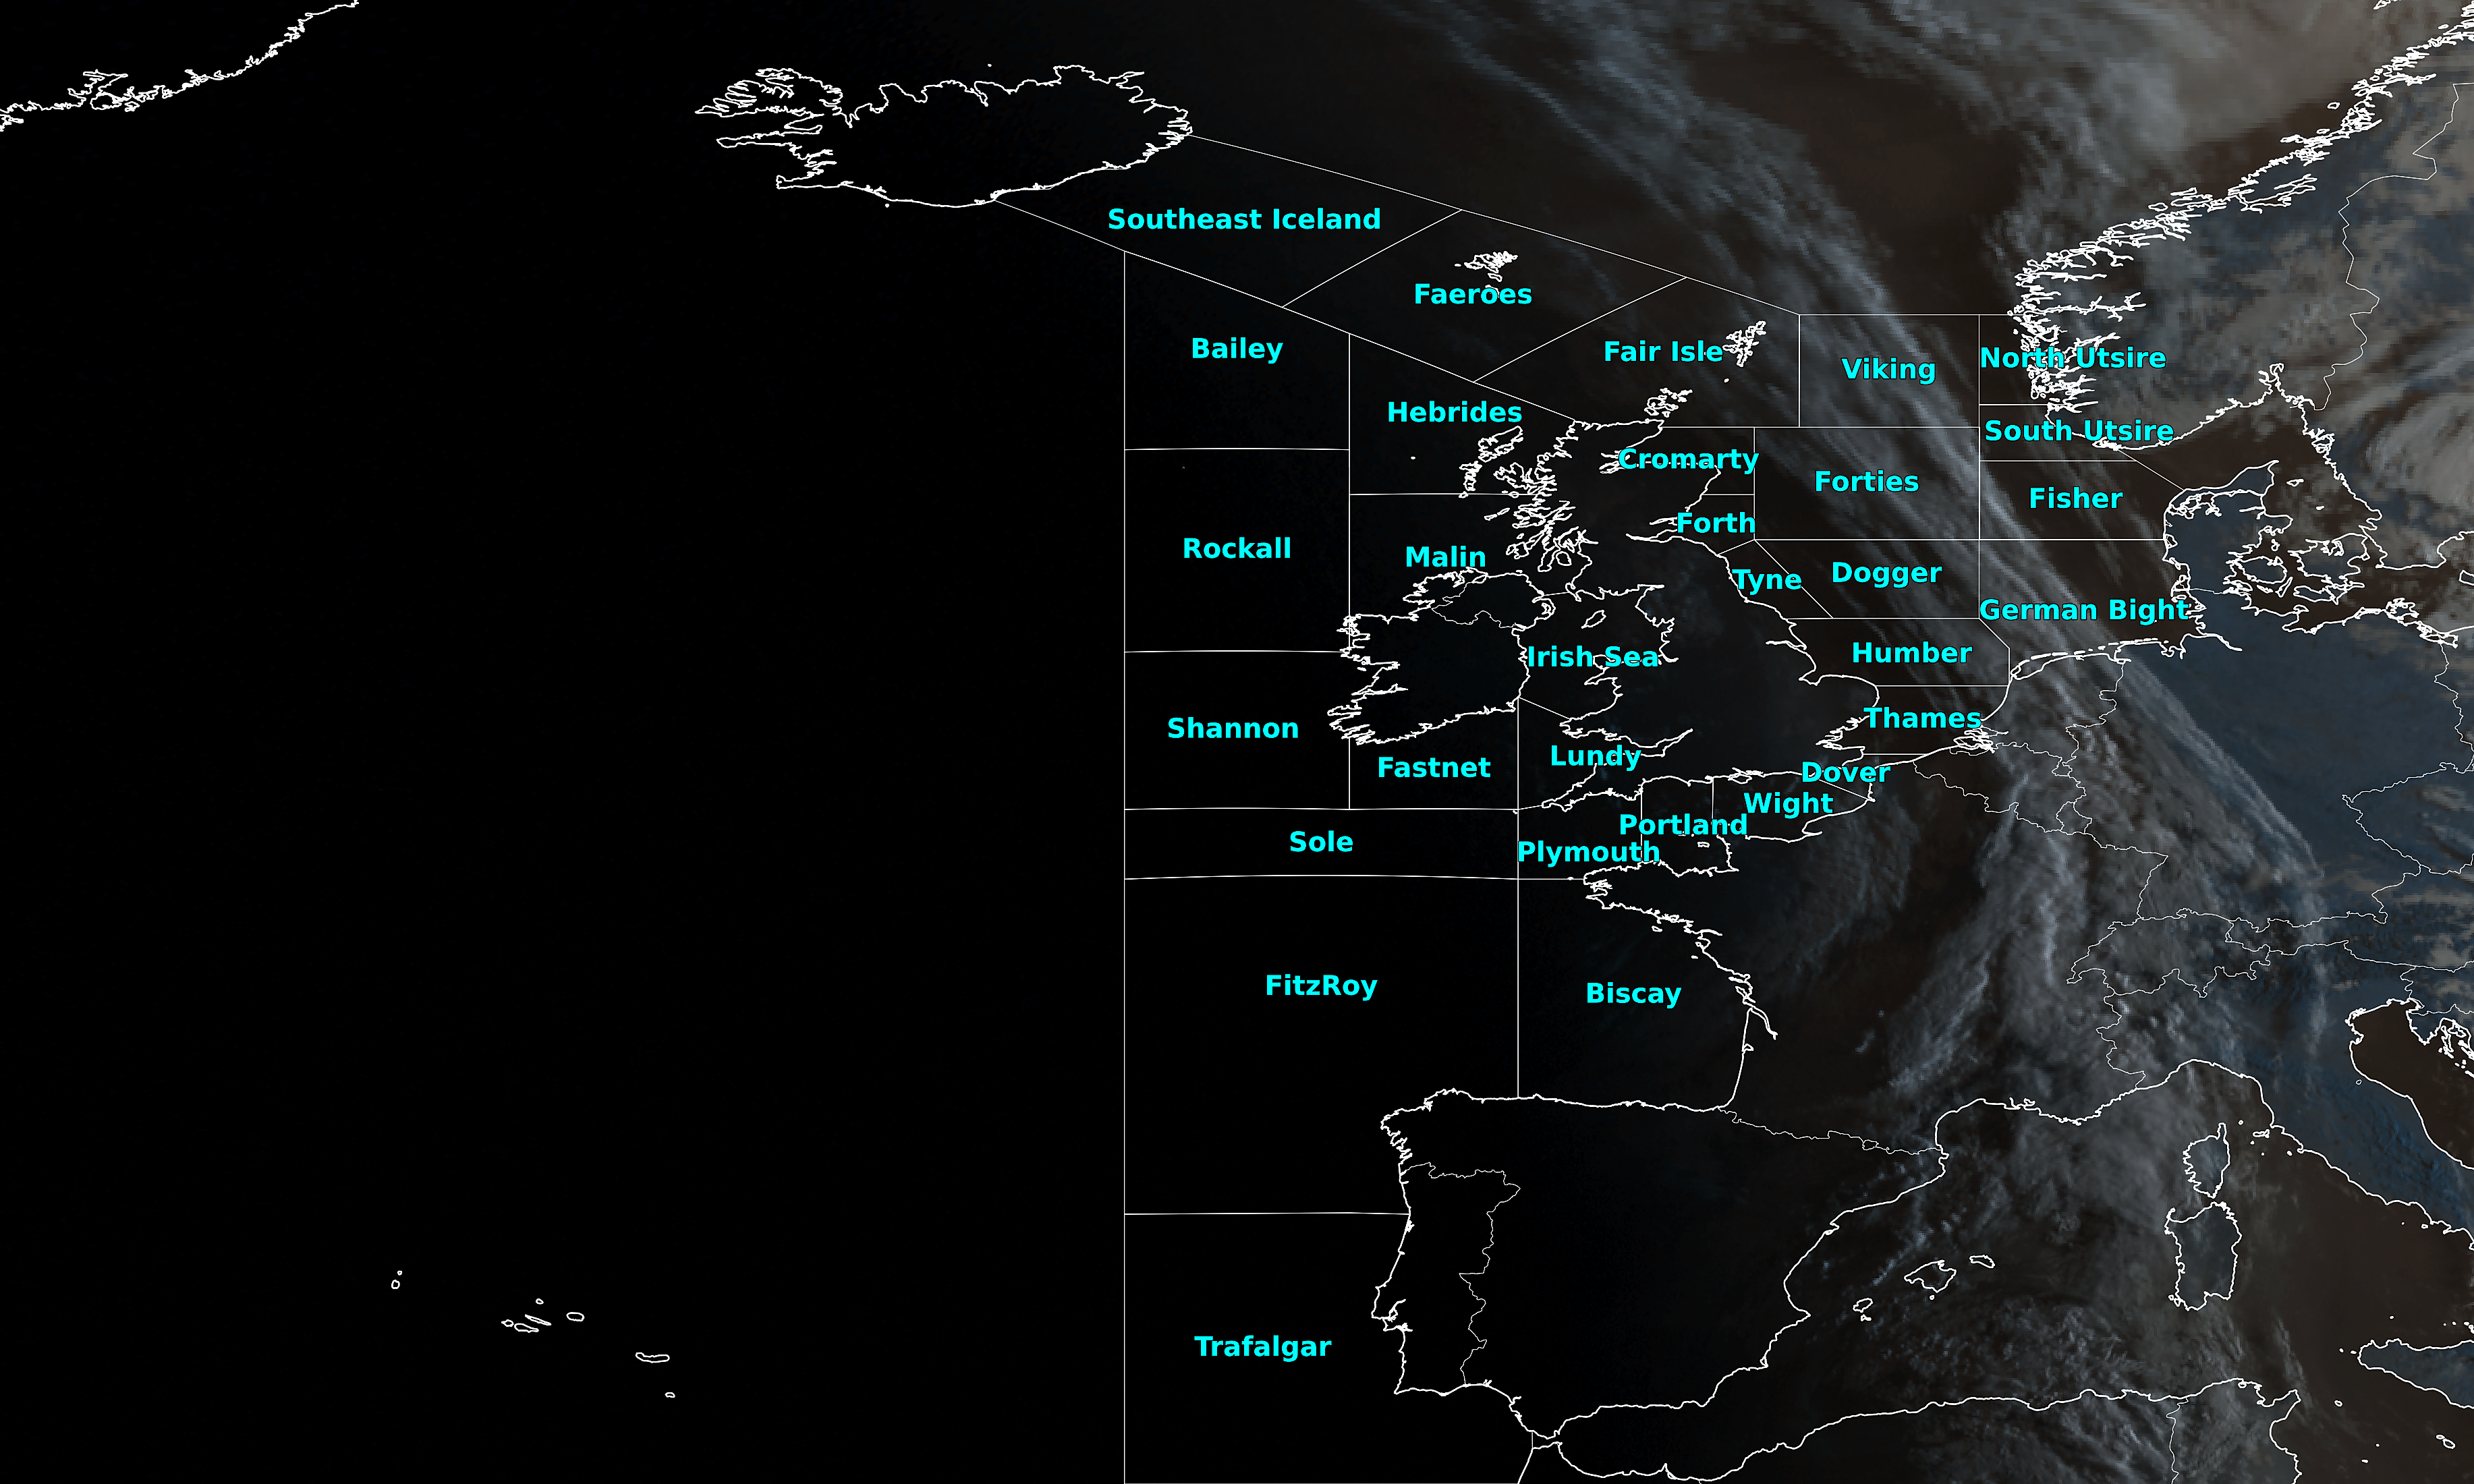 Southeast Iceland
Faeroes
Bailey
Fair Isle
North Utsire
Viking
Hebrides
South Utsire
Cromarty
Forties
Fisher
Forth
Rockall
Malin
Dogger
Tyne
German Bight
Humber
Irish Sea
Thames
Shannon
Lundy
Fastnet
Dover
Wight
Portland
Sole
Plymouth
FitzRoy
Biscay
Trafalgar